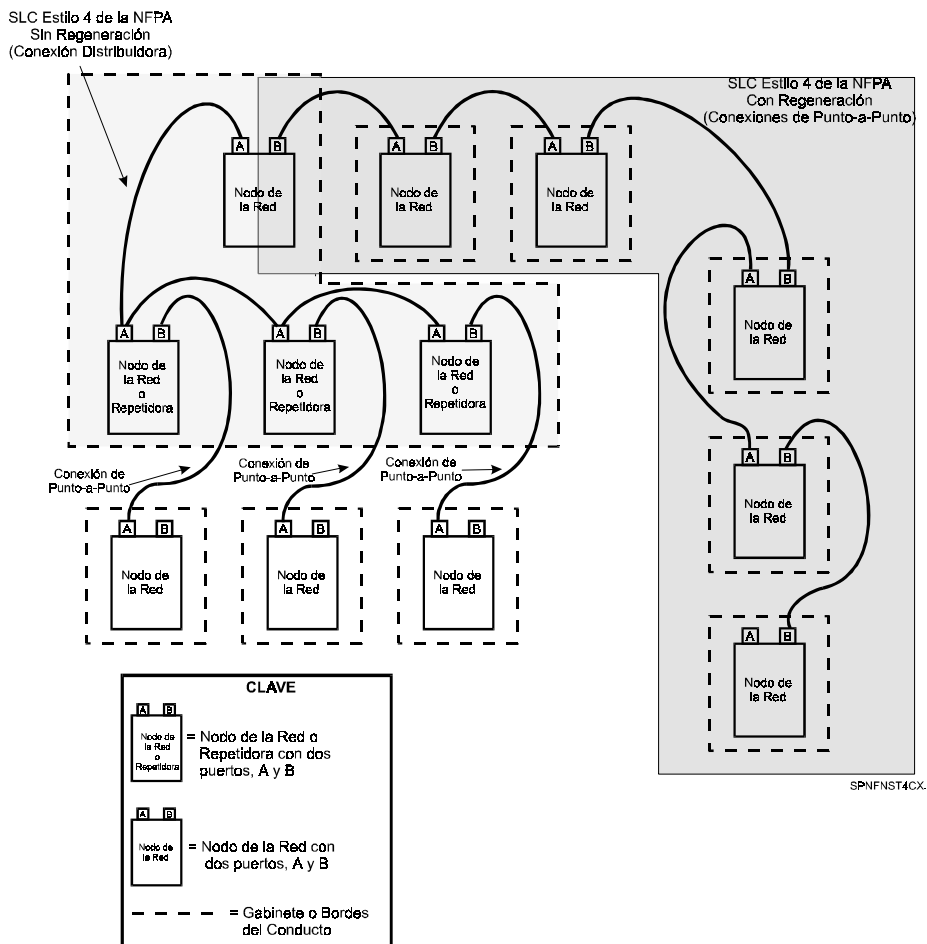 SLC Estilo 4 de la NFPA
Sin Regeneración
(Conexión Distribuidora)
SLC Estilo 4 de la NFPA
Con Regeneración
(Conexiones de Punto-a-Punto)
A B
Nodo de
la Red
A B
Nodo de
la Red
A B
Nodo de
la Red
A B
Nodo de
la Red
A B
Nodo de
la Red
o
Repetidora
A B
Nodo de
la Red
o
Repetidora
A B
Nodo de
la Red
o
Repetidora
A B
Nodo de
la Red
Conexión de
Punto-a-Punto
Conexión de
Punto-a-Punto
Conexión de
Punto-a-Punto
A B
Nodo de
la Red
A B
Nodo de
la Red
A B
Nodo de
la Red
A B
Nodo de
la Red
SPNFNST4CX.
CLAVE
A B
Nodo de
la Red
o
Repetidora
= Nodo de la Red o
Repetidora con dos
puertos, A y B
A B
Nodo de
la Red
= Nodo de la Red con
dos puertos, A y B
= Gabinete o Bordes
del Conducto